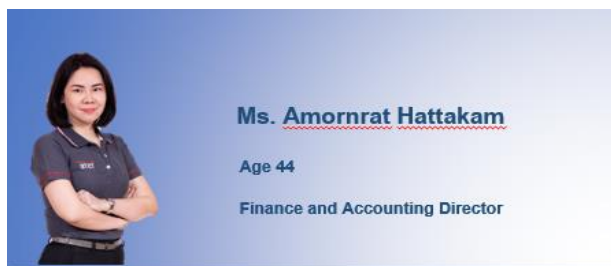 Ms. Amornrat Hattakam
Age 44
Finance and Accounting Director